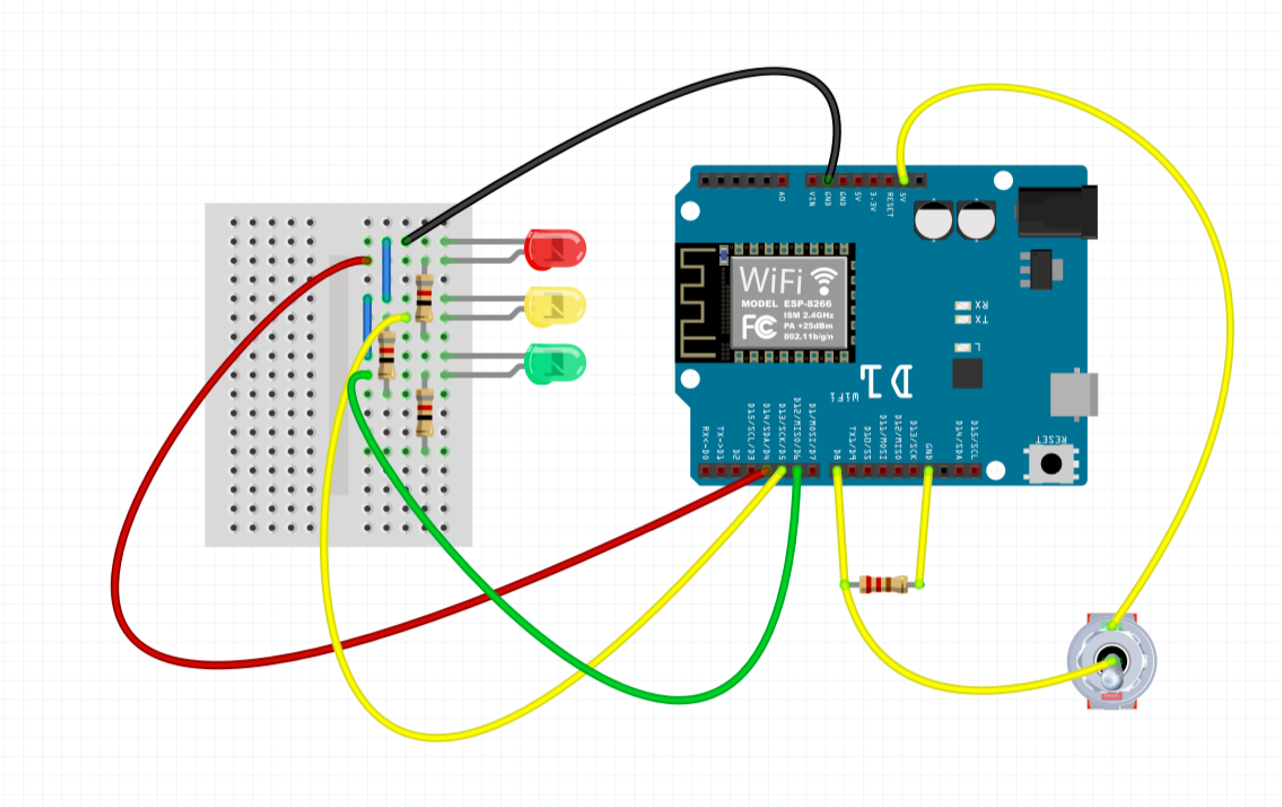 A0
VIN
GND
GND
5V
3.3V
RESET
5V
WiFi
MODEL ESP-8266
FC
ISM 2.4GHz
PA +25dBm
802.11b/g/n
RX
TX
L
D1
WiFi
RX<-D0
TX->D1
D2
D15/SCL/D3
D14/SDA/D4
D13/SCK/D5
D12/MISO/D6
D1/MOSI/D7
D8
TX1/D9
D10/SS
D11/MOSI
D12/MISO
D13/SCK
GND
D14/SDA
D15/SCL
RESET